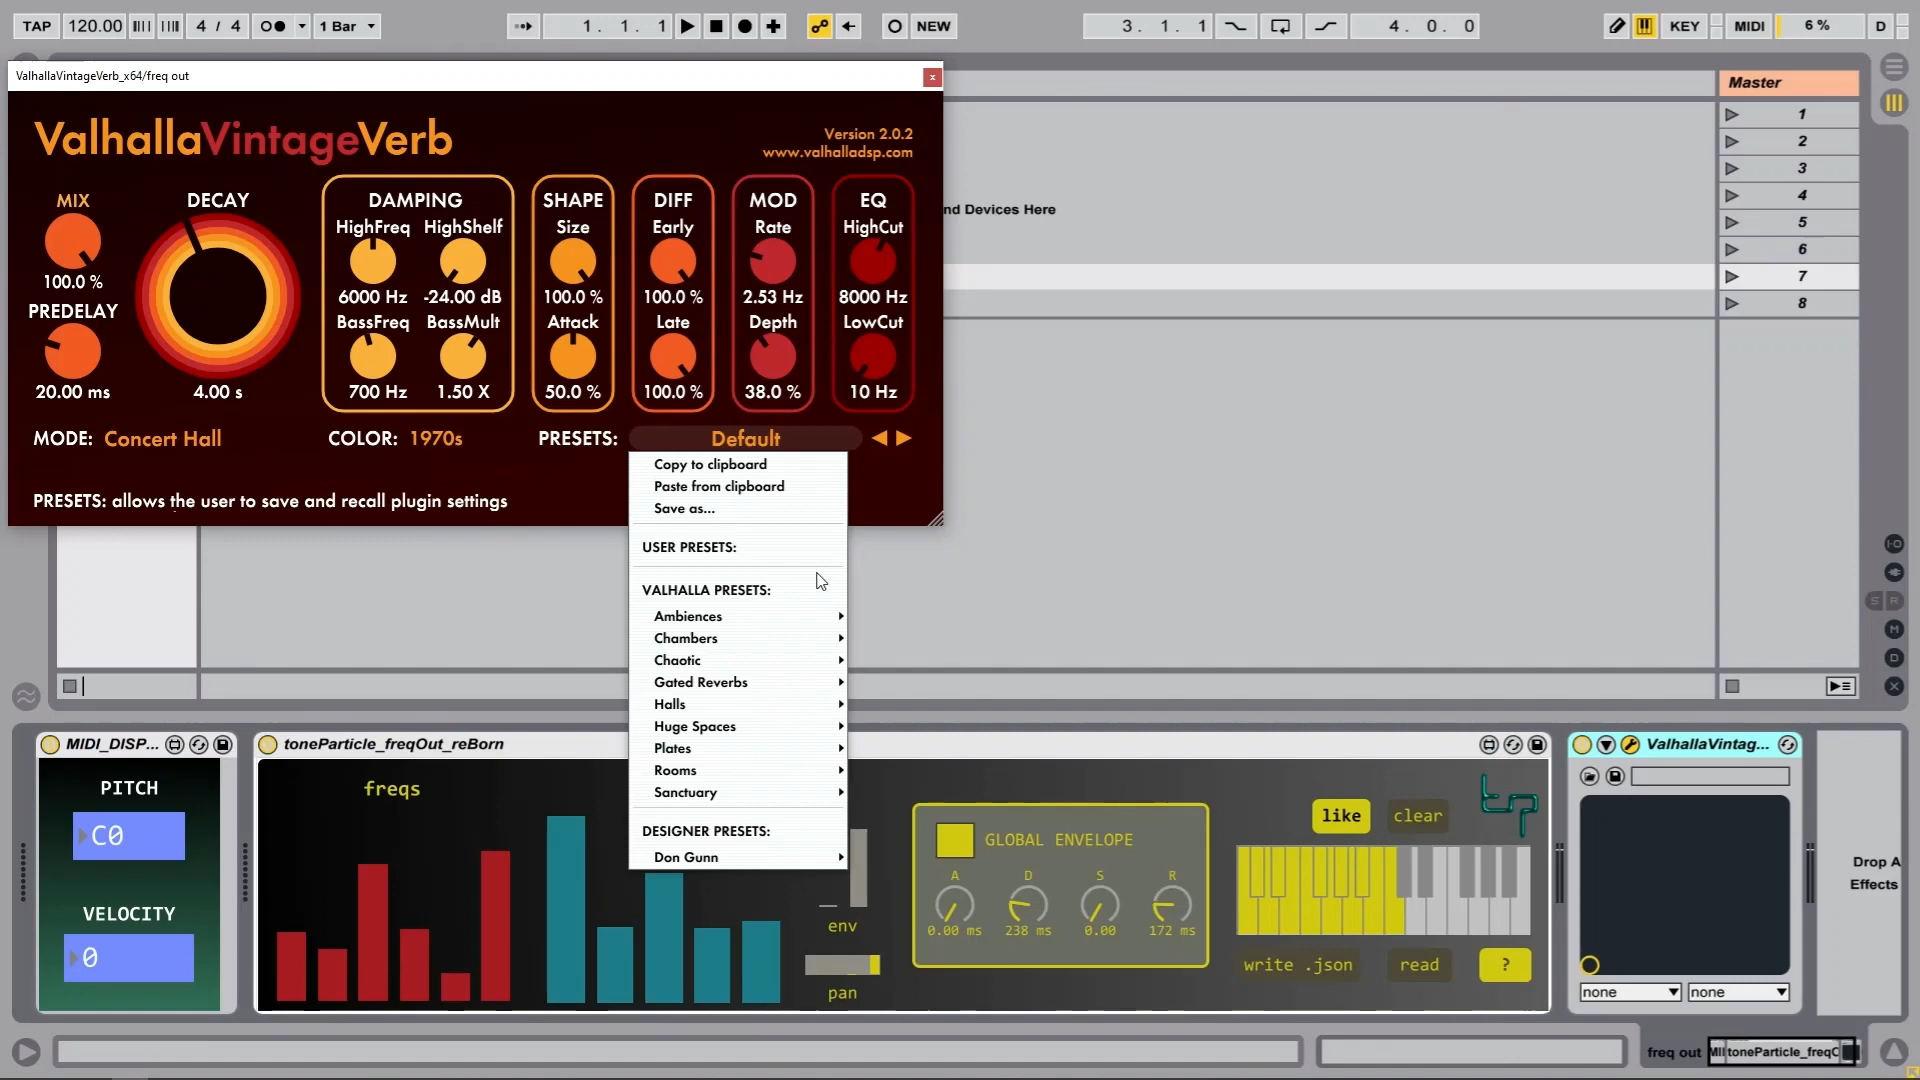 TAP 120.00 4 / 4 1 Bar 1. 1. 1 NEW 3. 1. 1 4. 0. 0 KEY MIDI 6 % D
ValhallaVintageVerb_x64/freq out x
Master
ValhallaVintageVerb
Version 2.0.2
www.valhalladsp.com
MIX DECAY DAMPING SHAPE DIFF MOD EQ
HighFreq HighShelf Size Early Rate HighCut
100.0 % 6000 Hz -24.00 dB 100.0 % 100.0 % 2.53 Hz 8000 Hz
PREDELAY BassFreq BassMult Attack Late Depth LowCut
20.00 ms 4.00 s 700 Hz 1.50 X 50.0 % 100.0 % 38.0 % 10 Hz
MODE: Concert Hall COLOR: 1970s PRESETS: Default
PRESETS: allows the user to save and recall plugin settings
Copy to clipboard
Paste from clipboard
Save as...
USER PRESETS:
VALHALLA PRESETS:
Ambiences
Chambers
Chaotic
Gated Reverbs
Halls
Huge Spaces
Plates
Rooms
Sanctuary
DESIGNER PRESETS:
Don Gunn
nd Devices Here
1
2
3
4
5
6
7
8
I-O
S R
M
D
X
MIDI_DISP...
PITCH
C0
VELOCITY
0
toneParticle_freqOut_reBorn
freqs
env
pan
GLOBAL ENVELOPE
A D S R
0.00 ms 238 ms 0.00 172 ms
like clear
tp
write .json read ?
ValhallaVintag...
none none
Drop A
Effects
freq out MII toneParticle_freqO